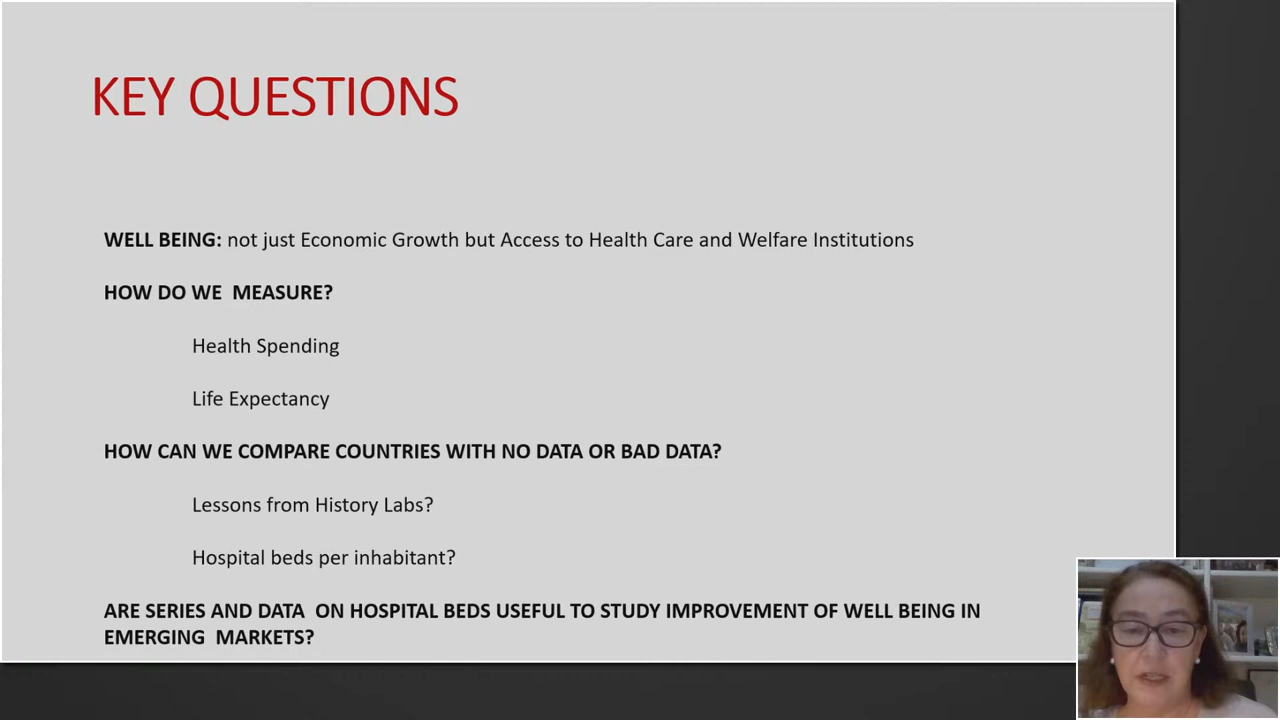 KEY QUESTIONS
WELL BEING: not just Economic Growth but Access to Health Care and Welfare Institutions
HOW DO WE  MEASURE?
Health Spending
Life Expectancy
HOW CAN WE COMPARE COUNTRIES WITH NO DATA OR BAD DATA?
Lessons from History Labs?
Hospital beds per inhabitant?
ARE SERIES AND DATA  ON HOSPITAL BEDS USEFUL TO STUDY IMPROVEMENT OF WELL BEING IN
EMERGING  MARKETS?